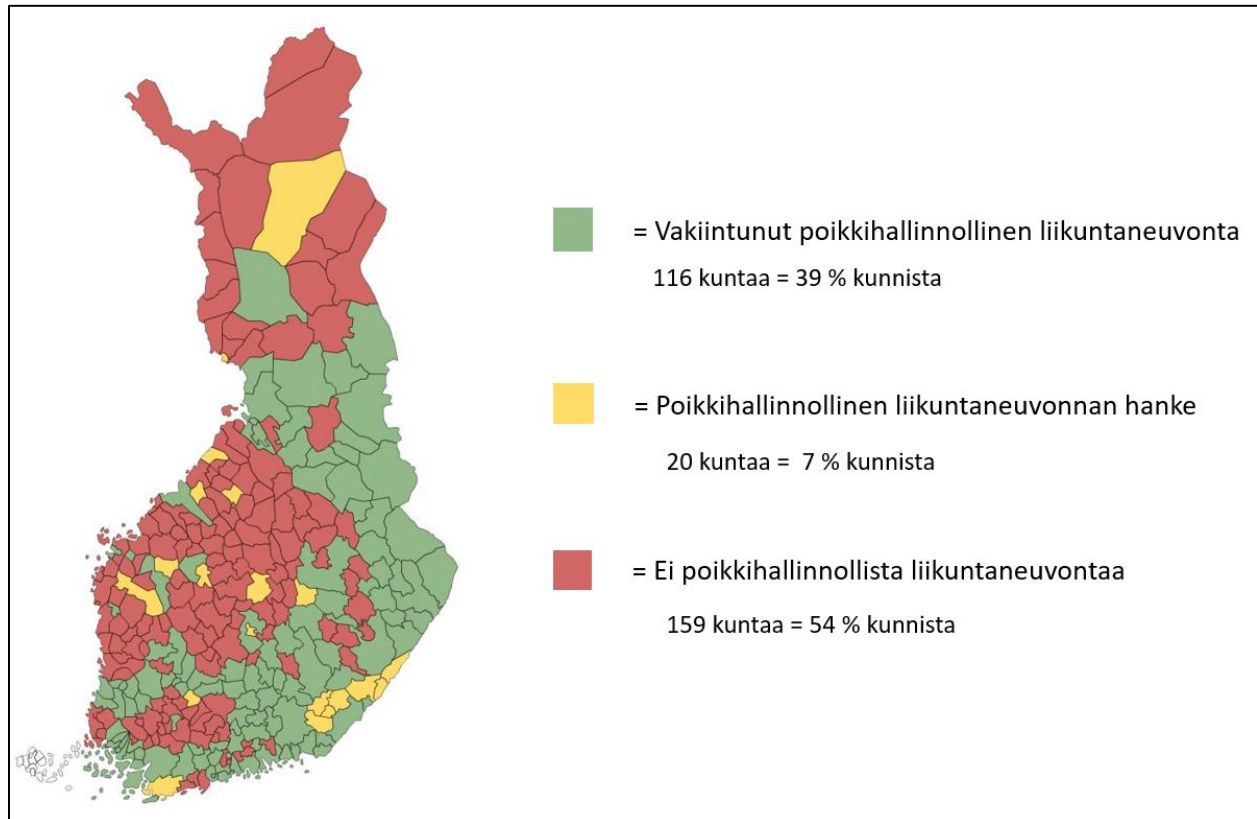 = Vakiintunut poikkihallinnollinen liikuntaneuvonta
116 kuntaa = 39 % kunnista
= Poikkihallinnollinen liikuntaneuvonnan hanke
20 kuntaa = 7 % kunnista
= Ei poikkihallinnollista liikuntaneuvontaa
159 kuntaa = 54 % kunnista